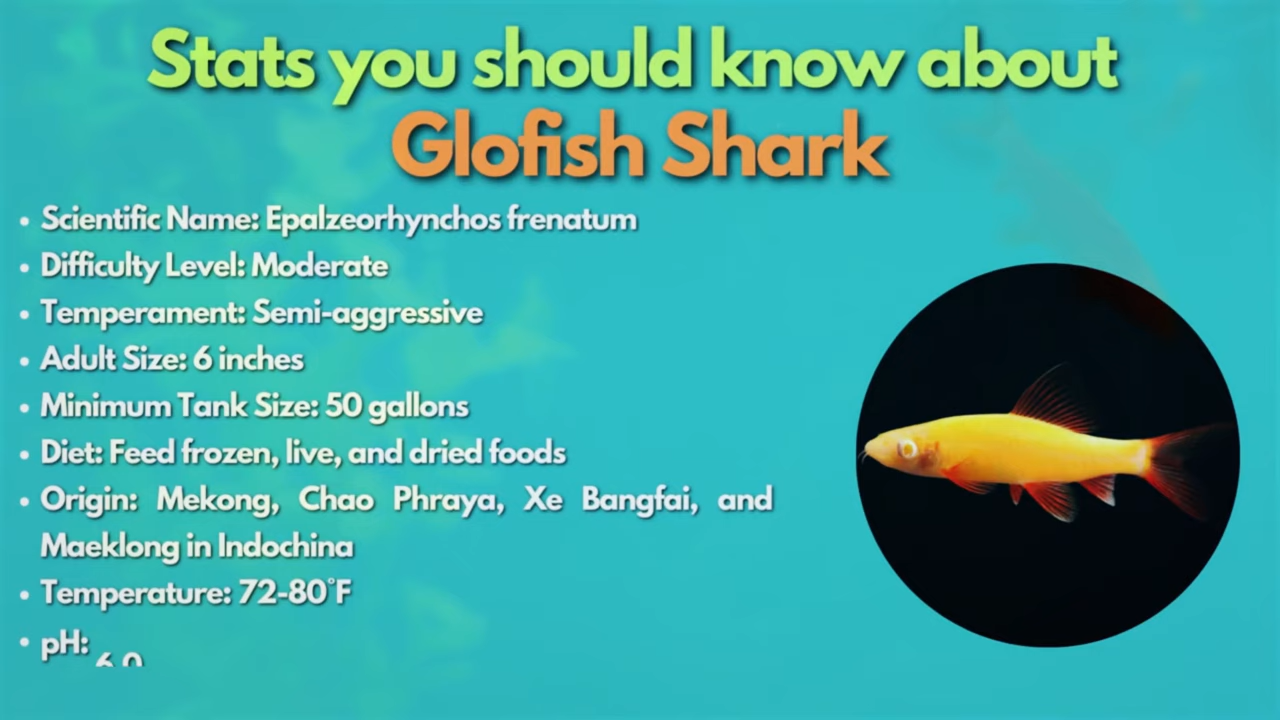 Stats you should know about
Glofish Shark
• Scientific Name: Epalzeorhynchos frenatum
• Difficulty Level: Moderate
• Temperament: Semi-aggressive
• Adult Size: 6 inches
• Minimum Tank Size: 50 gallons
• Diet: Feed frozen, live, and dried foods
• Origin: Mekong, Chao Phraya, Xe Bangfai, and
Maeklong in Indochina
• Temperature: 72-80°F
• pH: